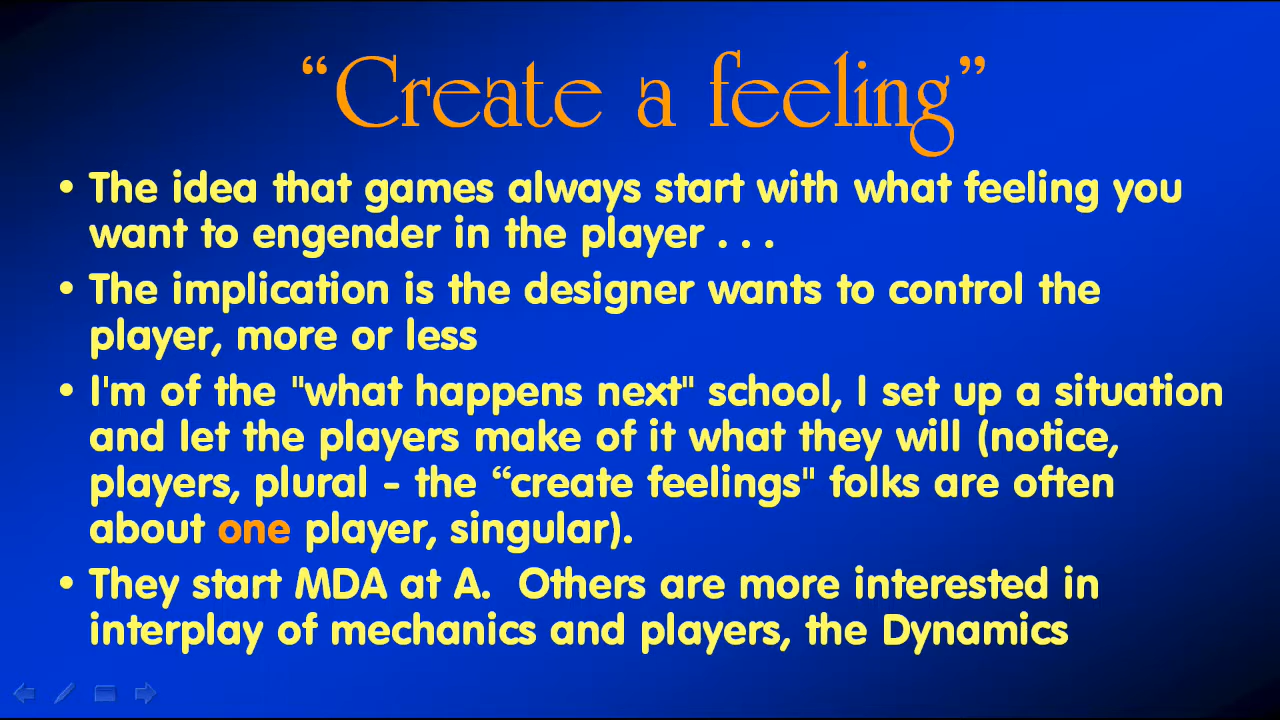 “Create a feeling”
• The idea that games always start with what feeling you
want to engender in the player . . .
• The implication is the designer wants to control the
player, more or less
• I'm of the "what happens next" school, I set up a situation
and let the players make of it what they will (notice,
players, plural - the “create feelings" folks are often
about one player, singular).
• They start MDA at A.  Others are more interested in
interplay of mechanics and players, the Dynamics